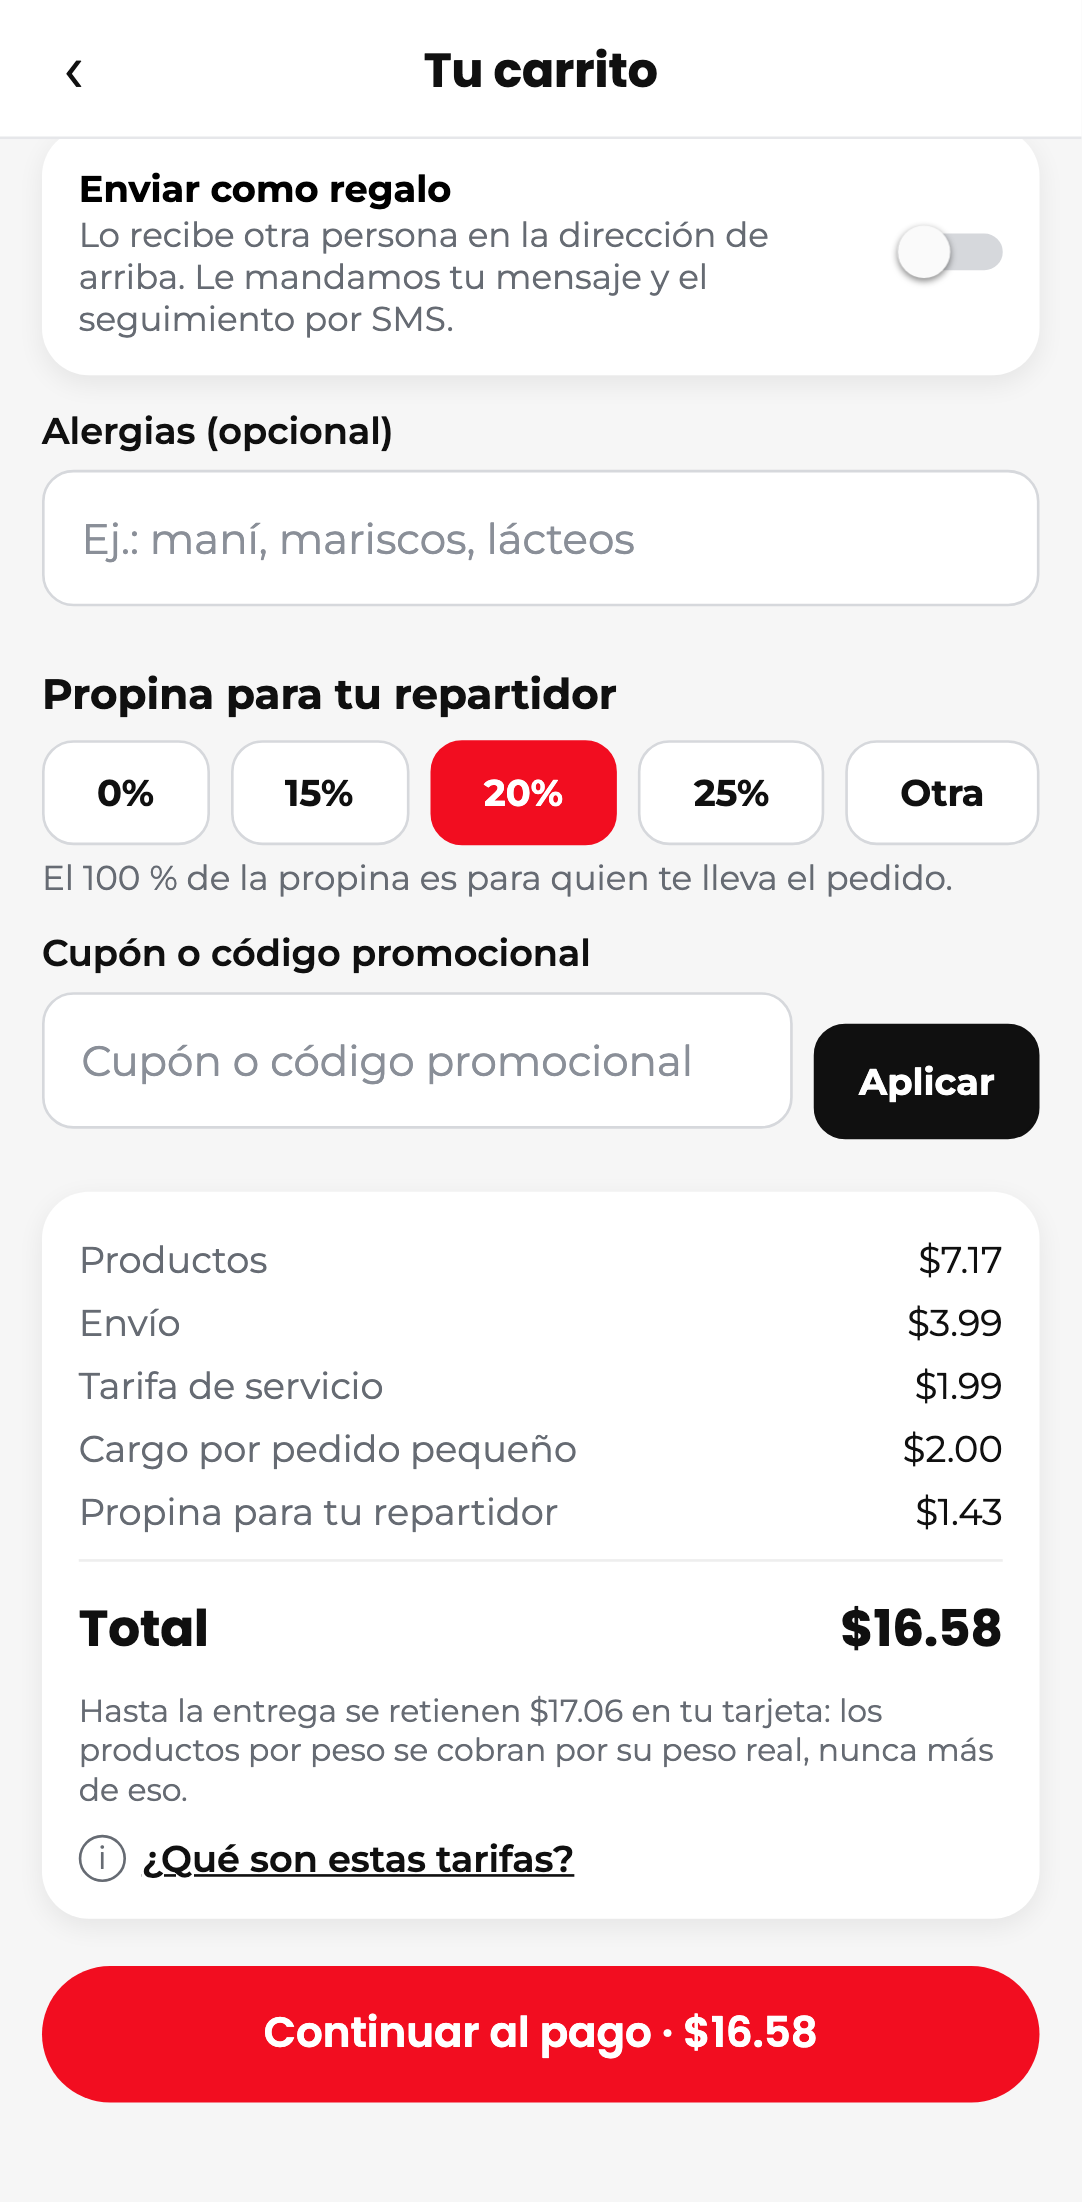 ‹
Tu carrito
Enviar como regalo
Lo recibe otra persona en la dirección de
arriba. Le mandamos tu mensaje y el
seguimiento por SMS.
Alergias (opcional)
Ej.: maní, mariscos, lácteos
Propina para tu repartidor
0% 15% 20% 25% Otra
El 100 % de la propina es para quien te lleva el pedido.
Cupón o código promocional
Cupón o código promocional
Aplicar
Productos $7.17
Envío $3.99
Tarifa de servicio $1.99
Cargo por pedido pequeño $2.00
Propina para tu repartidor $1.43
Total $16.58
Hasta la entrega se retienen $17.06 en tu tarjeta: los
productos por peso se cobran por su peso real, nunca más
de eso.
i ¿Qué son estas tarifas?
Continuar al pago · $16.58